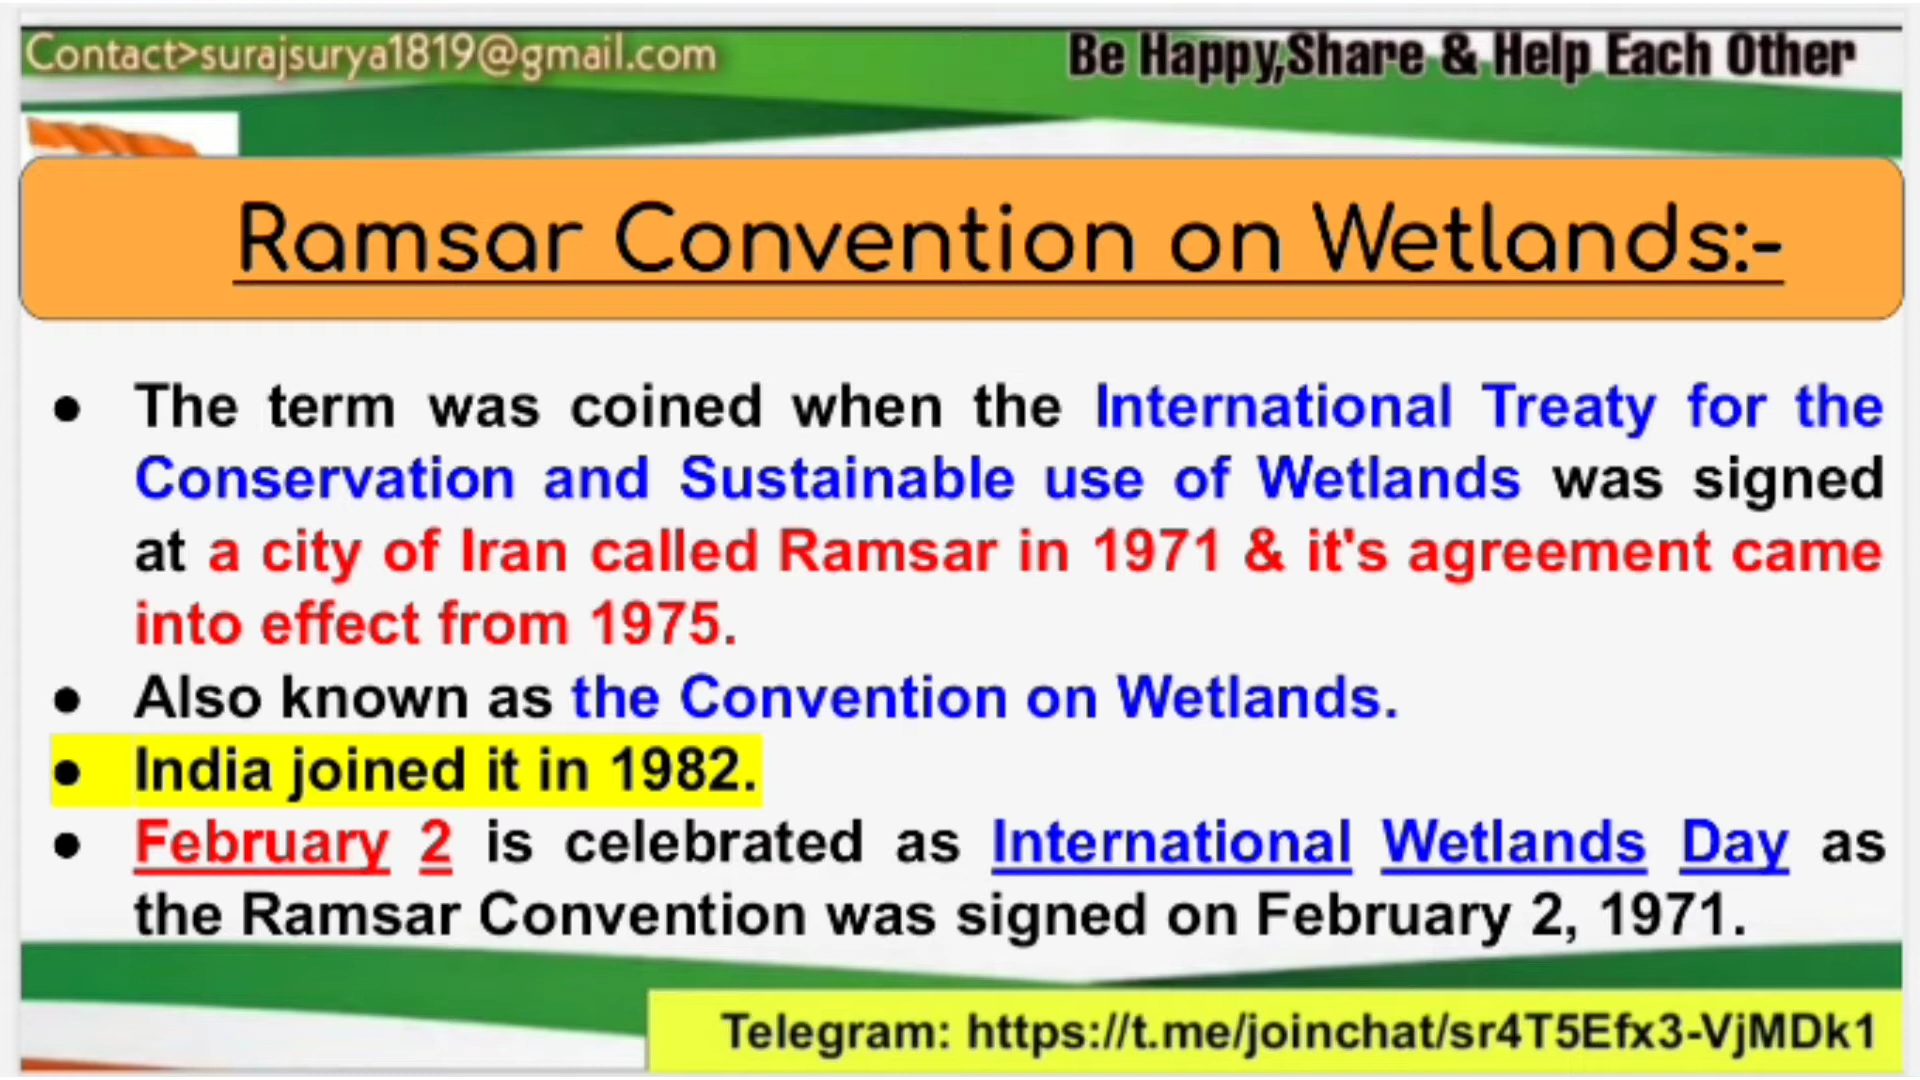 Contact>surajsurya1819@gmail.com
Be Happy,Share & Help Each Other
Ramsar Convention on Wetlands:-
● The term was coined when the International Treaty for the
Conservation and Sustainable use of Wetlands was signed
at a city of Iran called Ramsar in 1971 & it's agreement came
into effect from 1975.
● Also known as the Convention on Wetlands.
● India joined it in 1982.
● February 2 is celebrated as International Wetlands Day as
the Ramsar Convention was signed on February 2, 1971.
Telegram: https://t.me/joinchat/sr4T5Efx3-VjMDk1